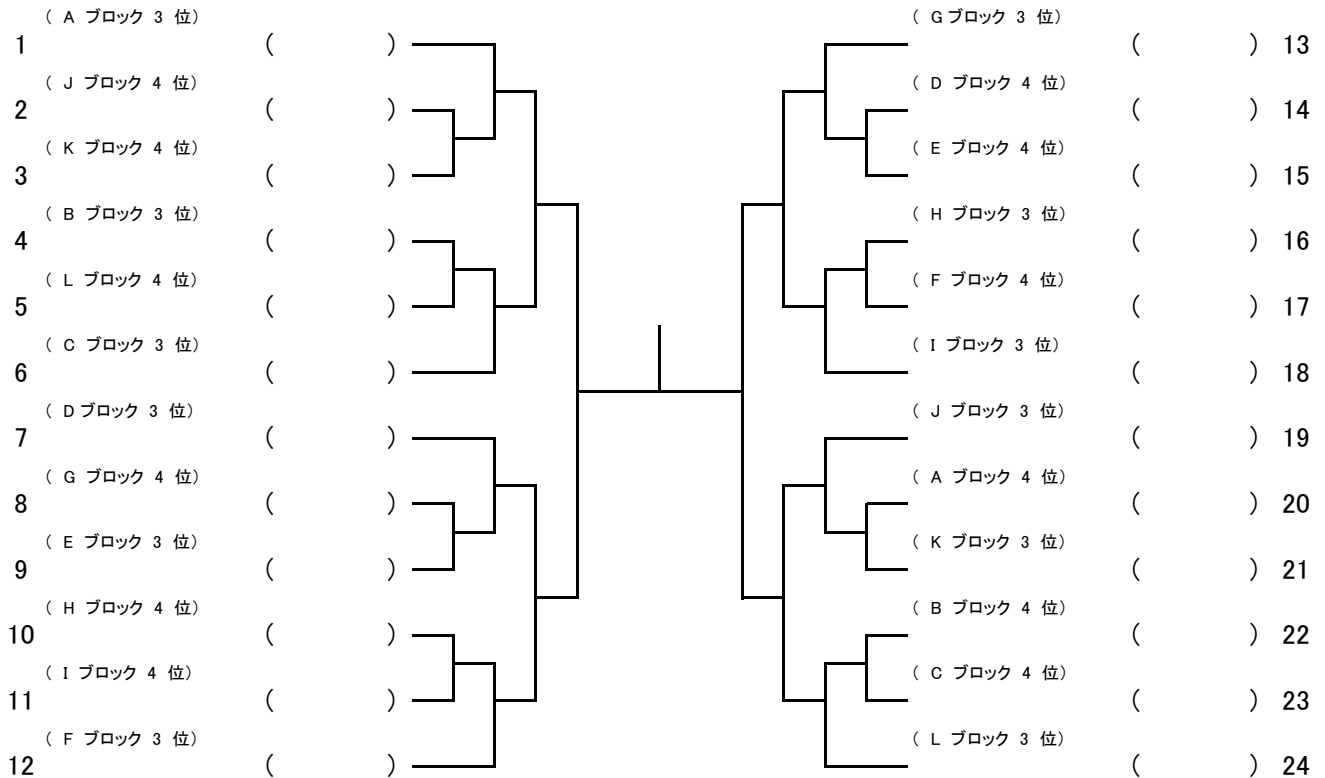 ( A ブロック 3 位)
1 ( )
( J ブロック 4 位)
2 ( )
( K ブロック 4 位)
3 ( )
( B ブロック 3 位)
4 ( )
( L ブロック 4 位)
5 ( )
( C ブロック 3 位)
6 ( )
( D ブロック 3 位)
7 ( )
( G ブロック 4 位)
8 ( )
( E ブロック 3 位)
9 ( )
( H ブロック 4 位)
10 ( )
( I ブロック 4 位)
11 ( )
( F ブロック 3 位)
12 ( )
( G ブロック 3 位)
( ) 13
( D ブロック 4 位)
( ) 14
( E ブロック 4 位)
( ) 15
( H ブロック 3 位)
( ) 16
( F ブロック 4 位)
( ) 17
( I ブロック 3 位)
( ) 18
( J ブロック 3 位)
( ) 19
( A ブロック 4 位)
( ) 20
( K ブロック 3 位)
( ) 21
( B ブロック 4 位)
( ) 22
( C ブロック 4 位)
( ) 23
( L ブロック 3 位)
( ) 24